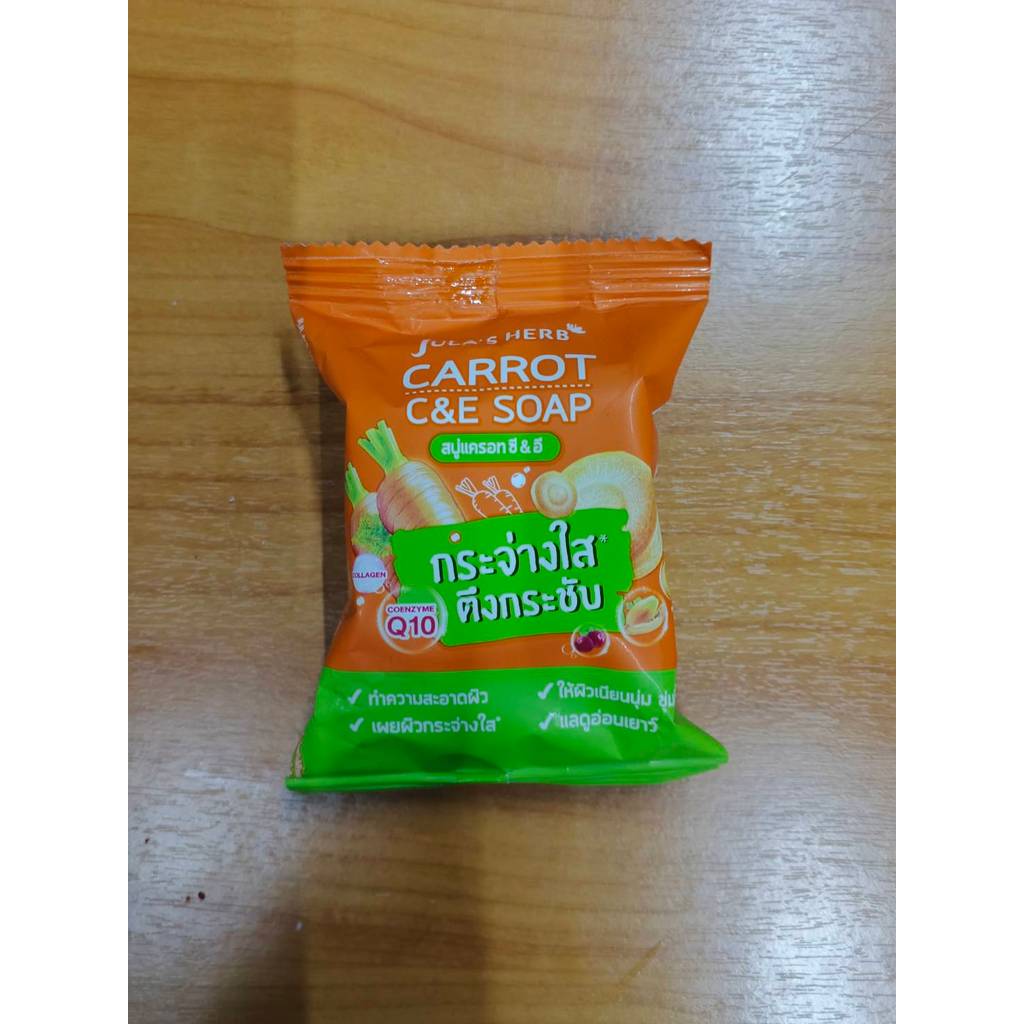 JULA'S HERB
CARROT
C&E SOAP
สบู่แครอท ซี & อี
กระจ่างใส*
ตึงกระชับ
COLLAGEN
COENZYME
Q10
✓ ทำความสะอาดผิว
✓ ให้ผิวเนียนนุ่ม ชุ่ม
✓ เผยผิวกระจ่างใส*
✓ แลดูอ่อนเยาว์